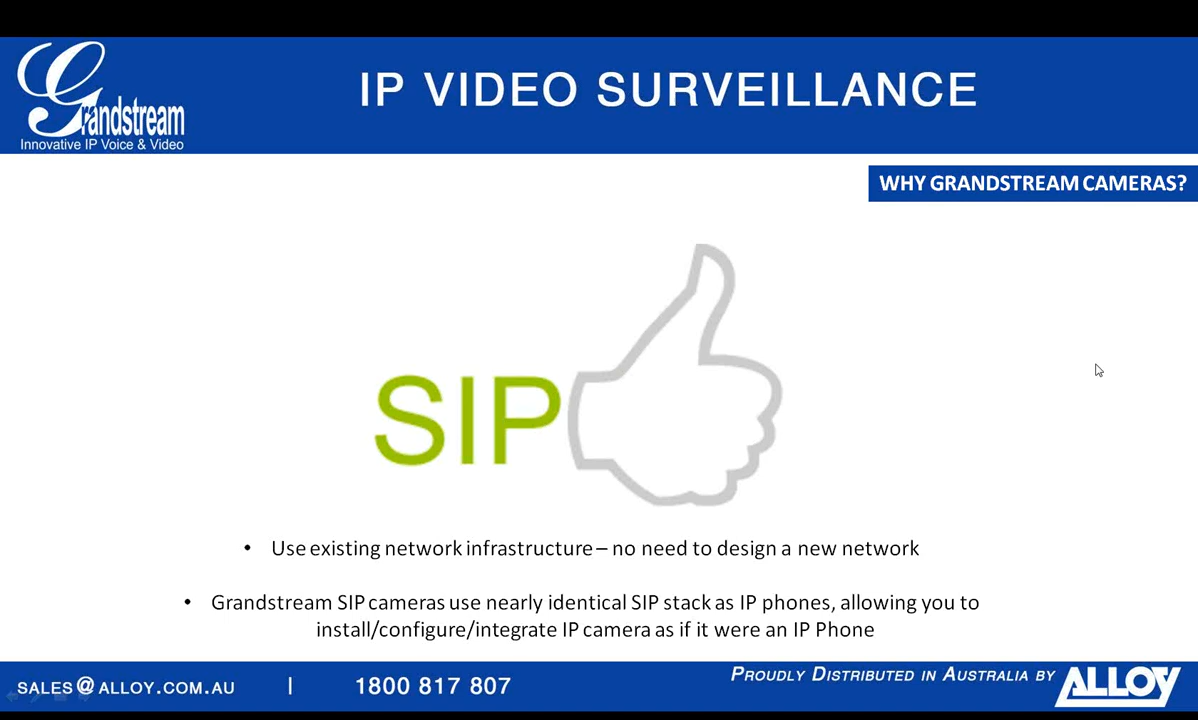 Grandstream
Innovative IP Voice & Video
IP VIDEO SURVEILLANCE
WHY GRANDSTREAM CAMERAS?
SIP
• Use existing network infrastructure – no need to design a new network
• Grandstream SIP cameras use nearly identical SIP stack as IP phones, allowing you to
install/configure/integrate IP camera as if it were an IP Phone
SALES@ALLOY.COM.AU | 1800 817 807
PROUDLY DISTRIBUTED IN AUSTRALIA BY ALLOY